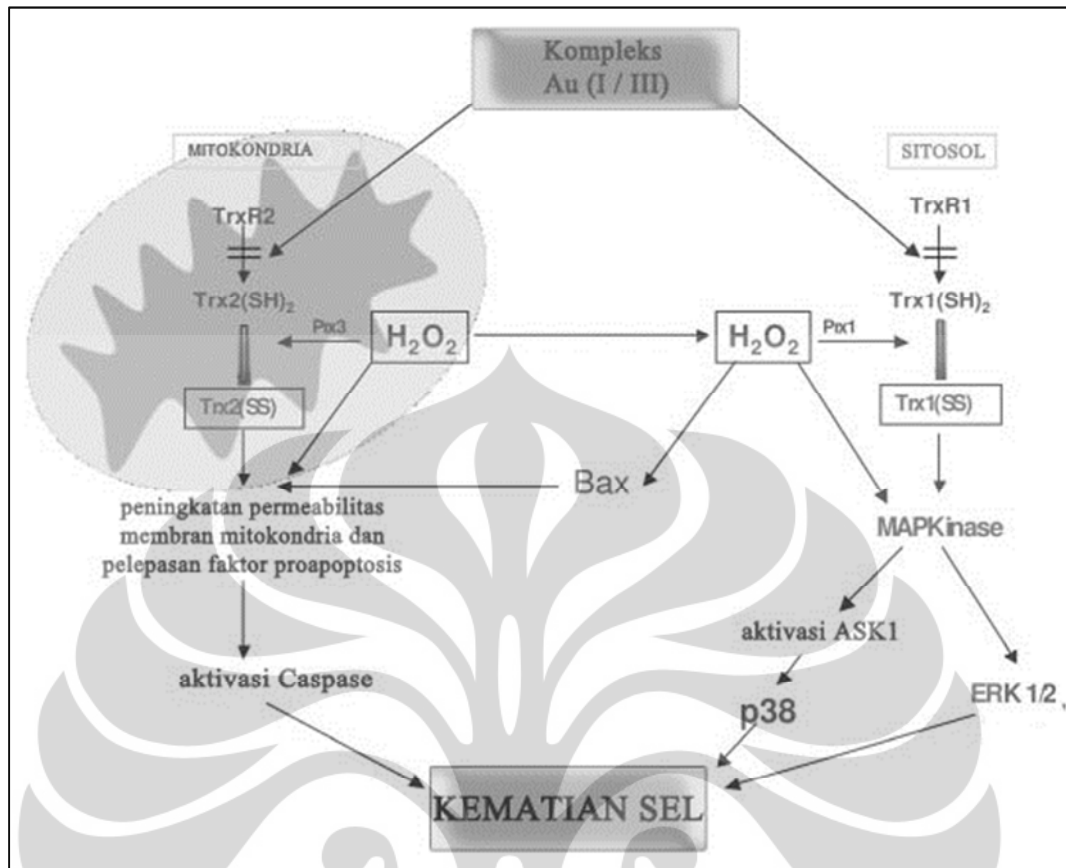 Kompleks
Au (I / III)
MITOKONDRIA
SITOSOL
TrxR2
TrxR1
Trx2(SH)₂
Trx1(SH)₂
Prx3
H₂O₂
H₂O₂
Prx1
Trx2(SS)
Trx1(SS)
Bax
peningkatan permeabilitas
membran mitokondria dan
pelepasan faktor proapoptosis
MAPKinase
aktivasi ASK1
aktivasi Caspase
p38
ERK 1/2
KEMATIAN SEL